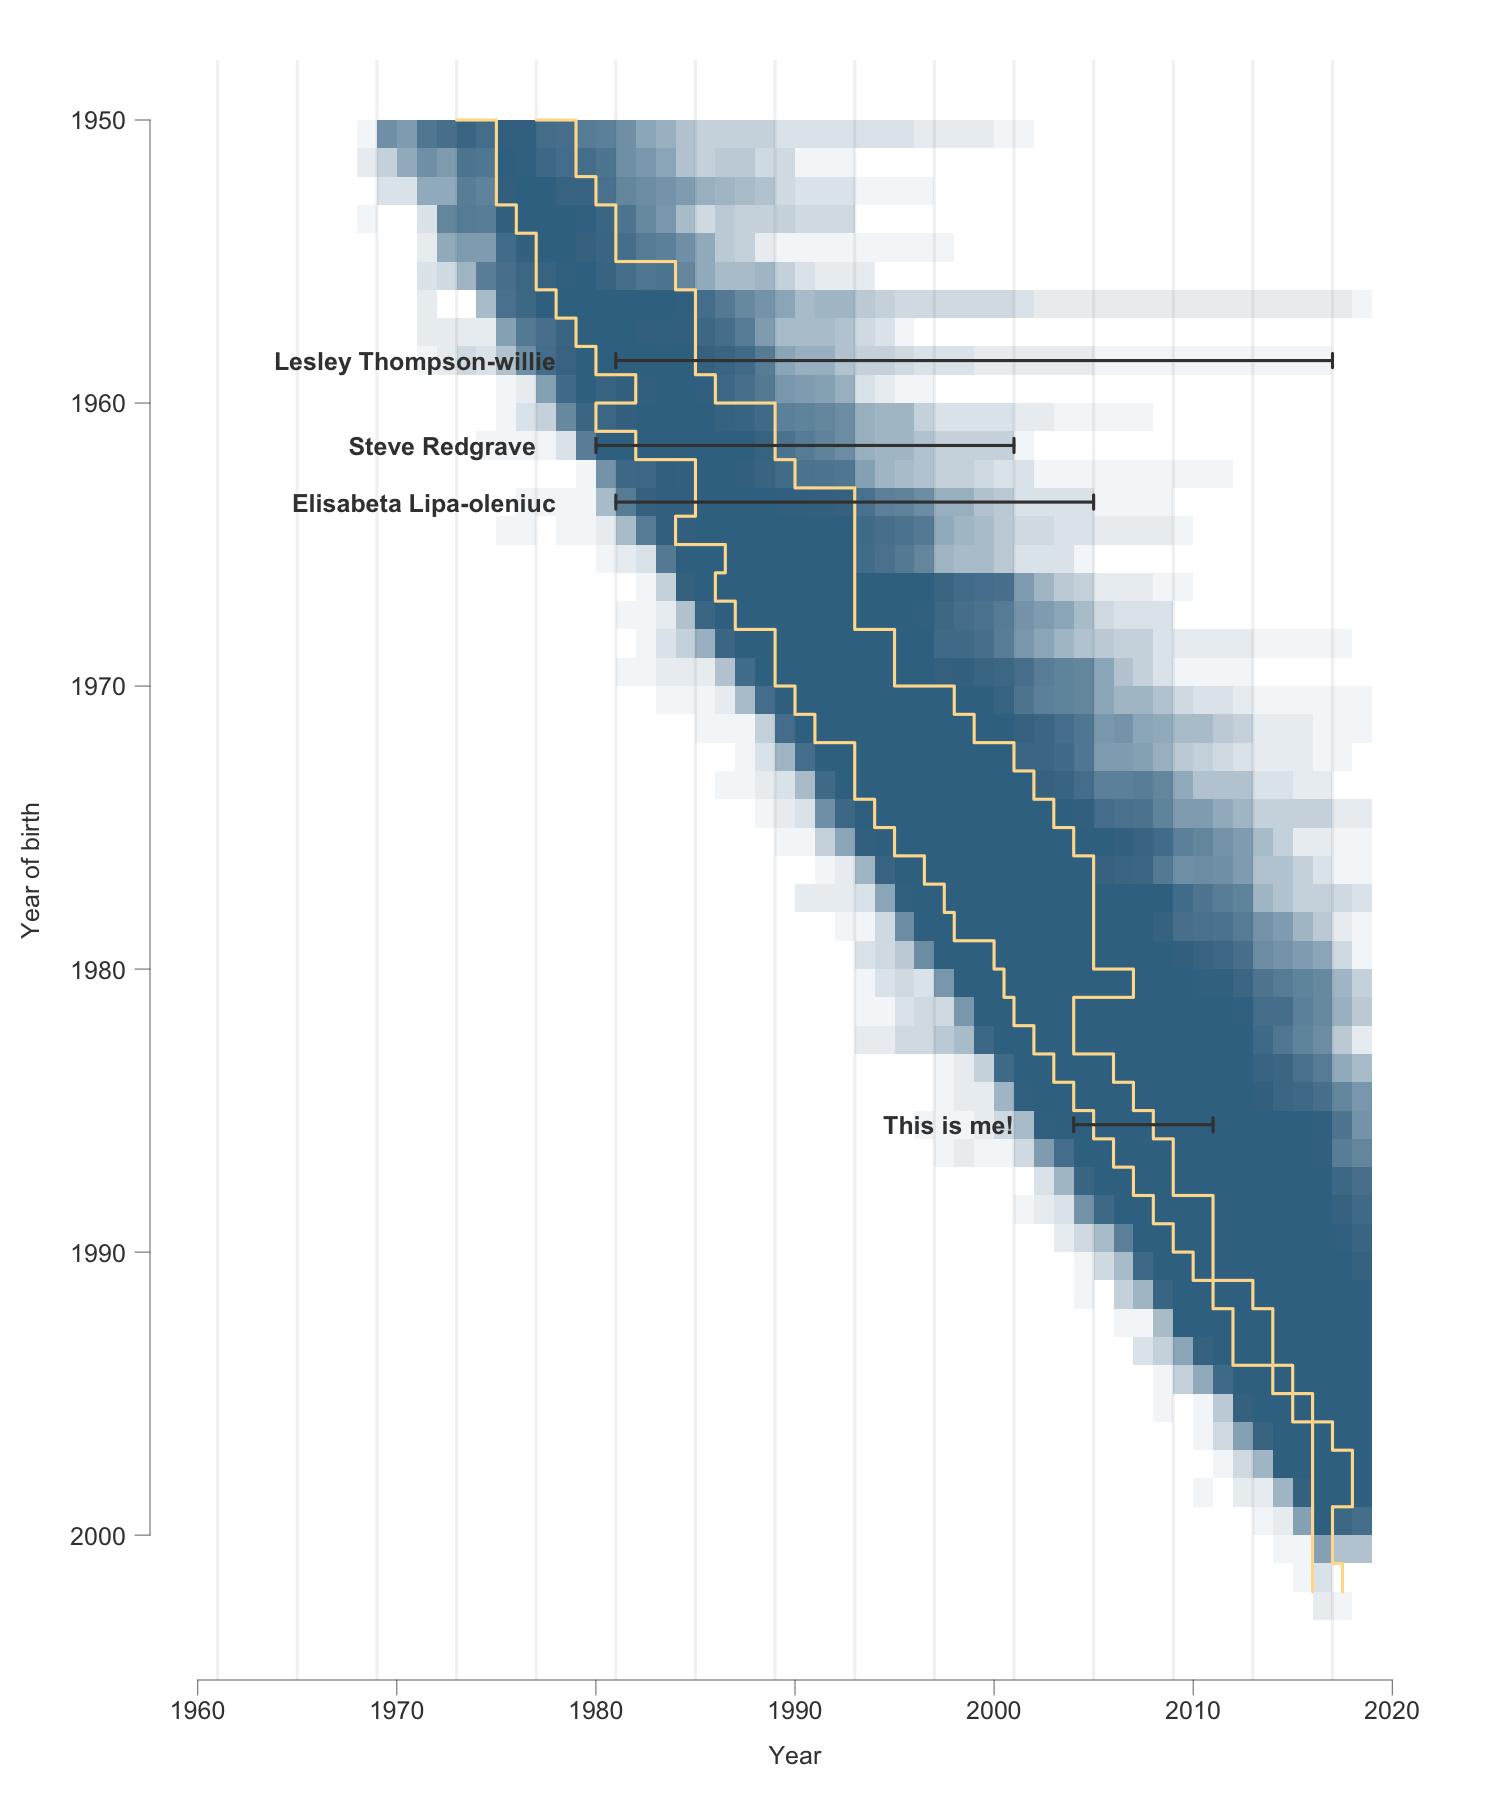 1950
Lesley Thompson-willie
1960
Steve Redgrave
Elisabeta Lipa-oleniuc
1970
Year of birth
1980
This is me!
1990
2000
1960 1970 1980 1990 2000 2010 2020
Year